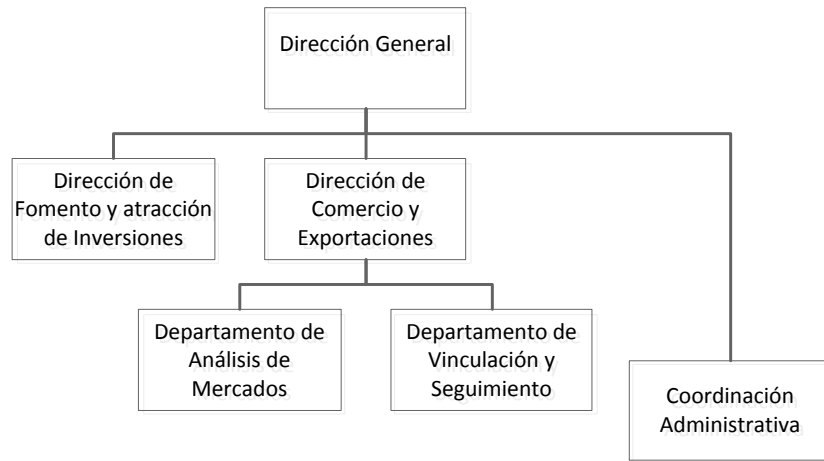 Dirección General
Dirección de
Fomento y atracción
de Inversiones
Dirección de
Comercio y
Exportaciones
Departamento de
Análisis de
Mercados
Departamento de
Vinculación y
Seguimiento
Coordinación
Administrativa